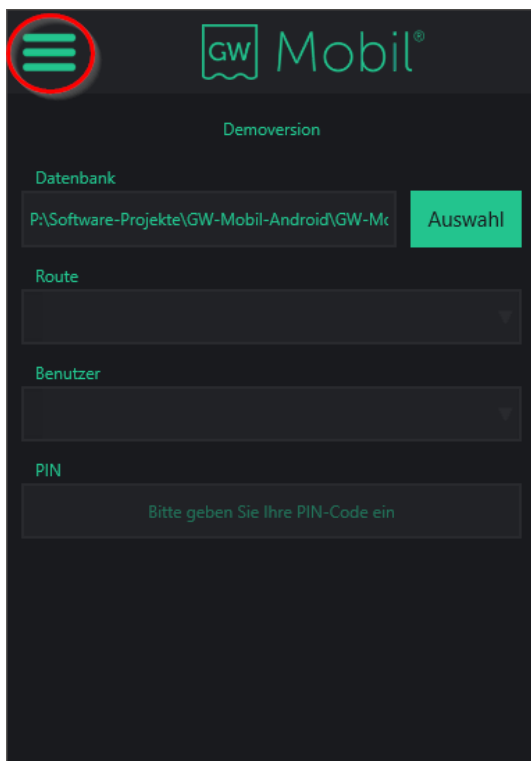 GW Mobil®
Demoversion
Datenbank
P:\Software-Projekte\GW-Mobil-Android\GW-Mo
Auswahl
Route
Benutzer
PIN
Bitte geben Sie Ihre PIN-Code ein